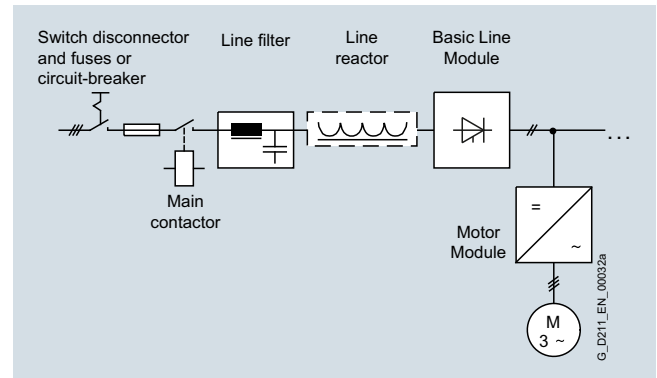 Switch disconnector
and fuses or
circuit-breaker
Line filter
Line
reactor
Basic Line
Module
Main
contactor
...
=
~
Motor
Module
M
3 ~
G_D211_EN_00032a